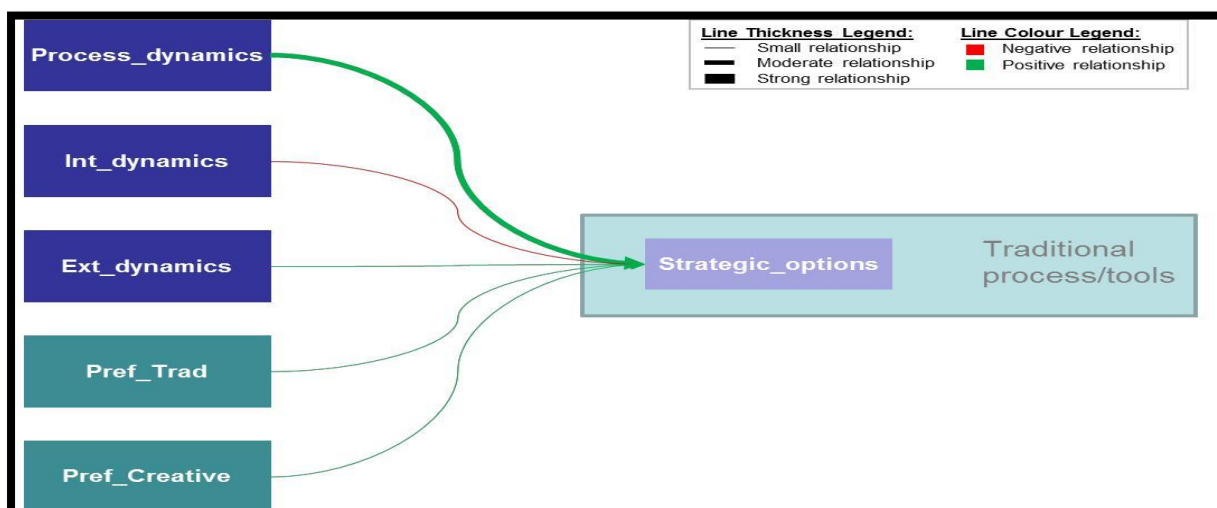 Process_dynamics
Int_dynamics
Ext_dynamics
Pref_Trad
Pref_Creative
Strategic_options
Traditional
process/tools
Line Thickness Legend:
Small relationship
Moderate relationship
Strong relationship
Line Colour Legend:
Negative relationship
Positive relationship